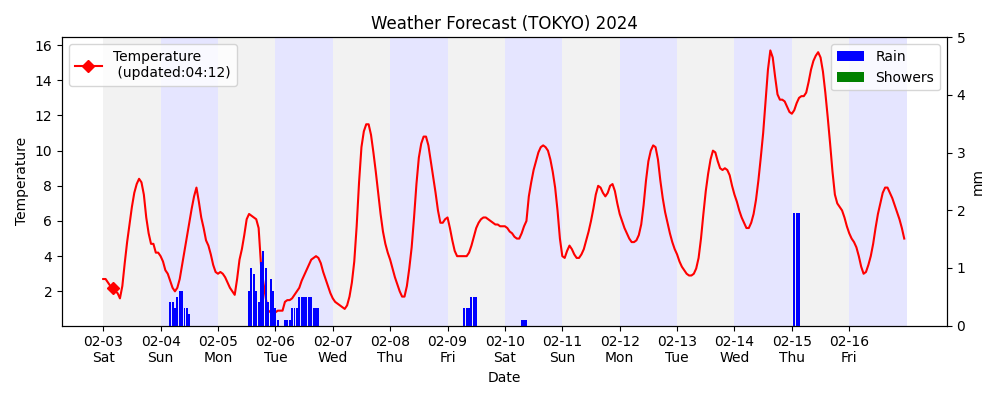 Weather Forecast (TOKYO) 2024
Temperature
(updated:04:12)
Rain
Showers
16
14
12
10
8
6
4
2
Temperature
5
4
3
2
1
0
mm
02-03 02-04 02-05 02-06 02-07 02-08 02-09 02-10 02-11 02-12 02-13 02-14 02-15 02-16
Sat Sun Mon Tue Wed Thu Fri Sat Sun Mon Tue Wed Thu Fri
Date